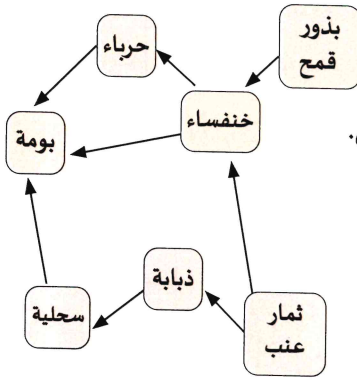 بذور
قمح
حرباء
خنفساء
بومة
ذبابة
سحلية
ثمار
عنب